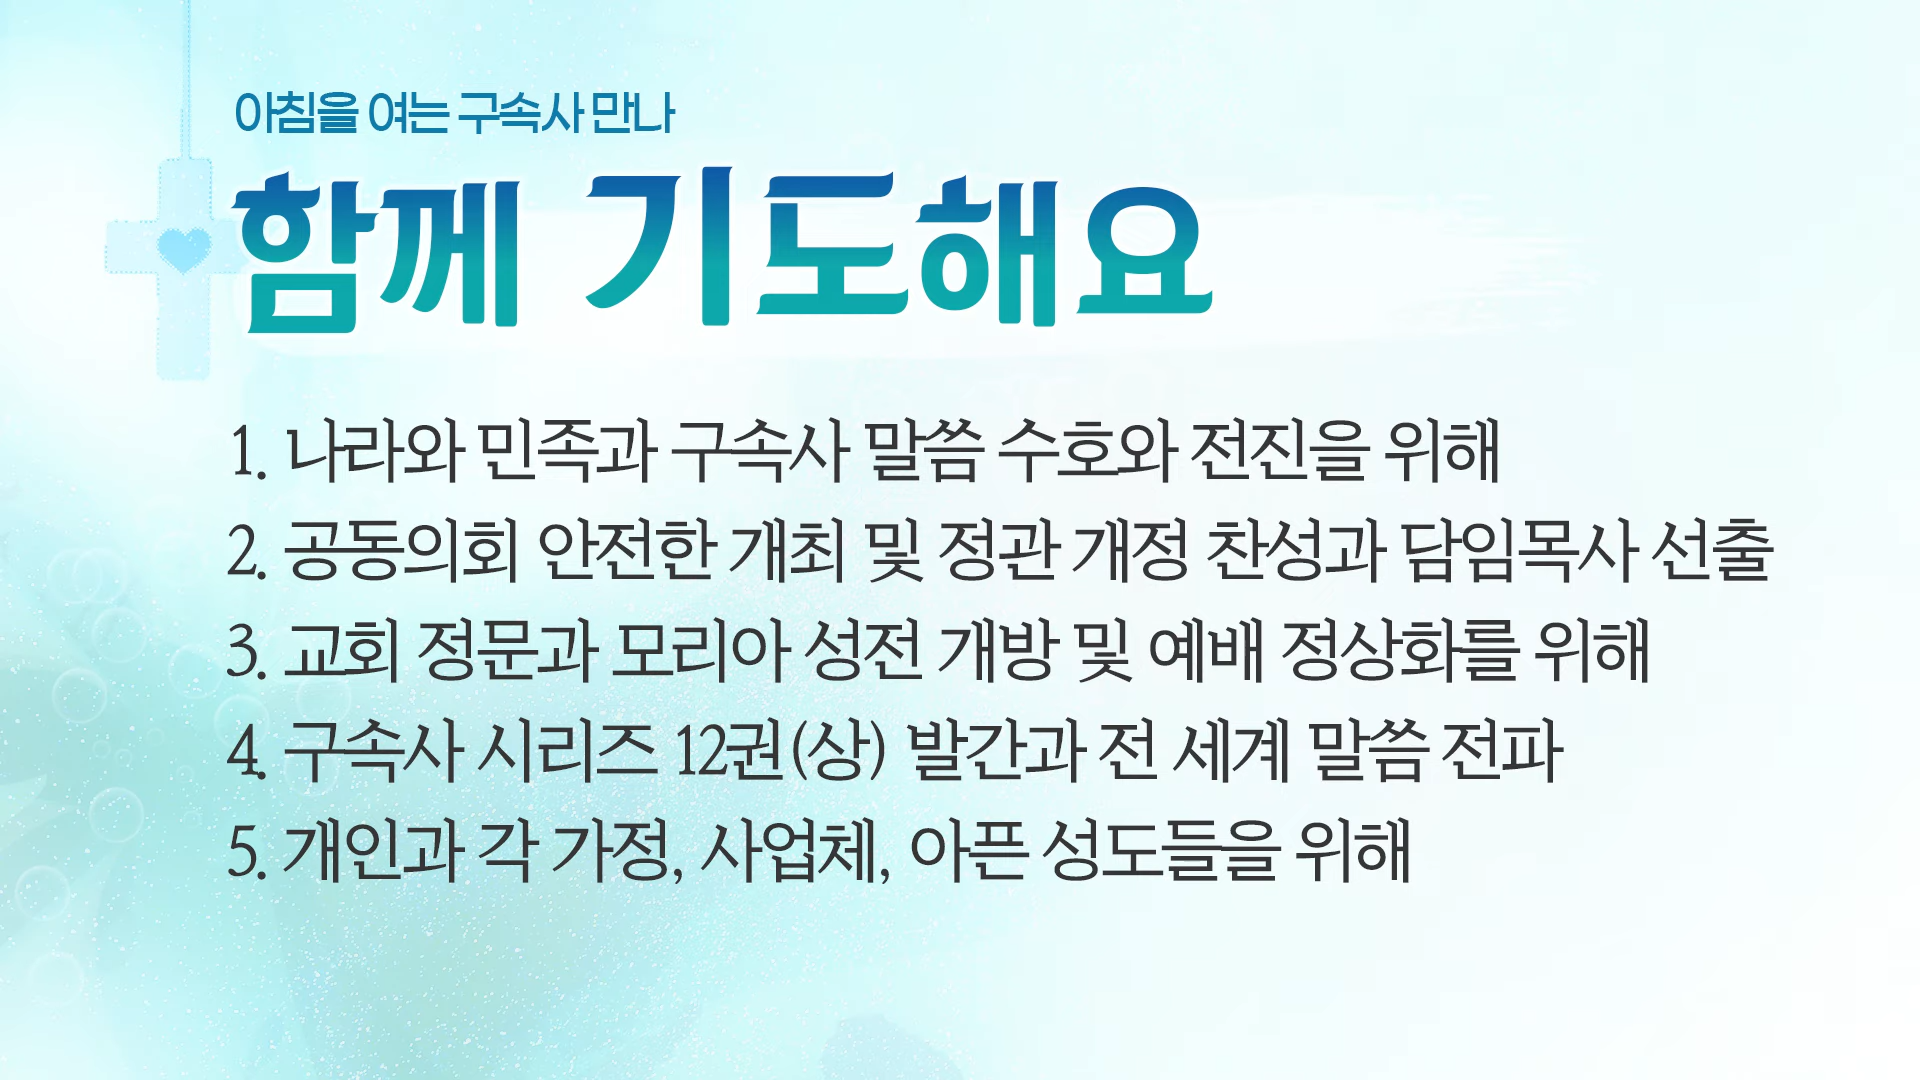 아침을 여는 구속사 만나
함께 기도해요
1. 나라와 민족과 구속사 말씀 수호와 전진을 위해
2. 공동의회 안전한 개최 및 정관 개정 찬성과 담임목사 선출
3. 교회 정문과 모리아 성전 개방 및 예배 정상화를 위해
4. 구속사 시리즈 12권(상) 발간과 전 세계 말씀 전파
5. 개인과 각 가정, 사업체, 아픈 성도들을 위해